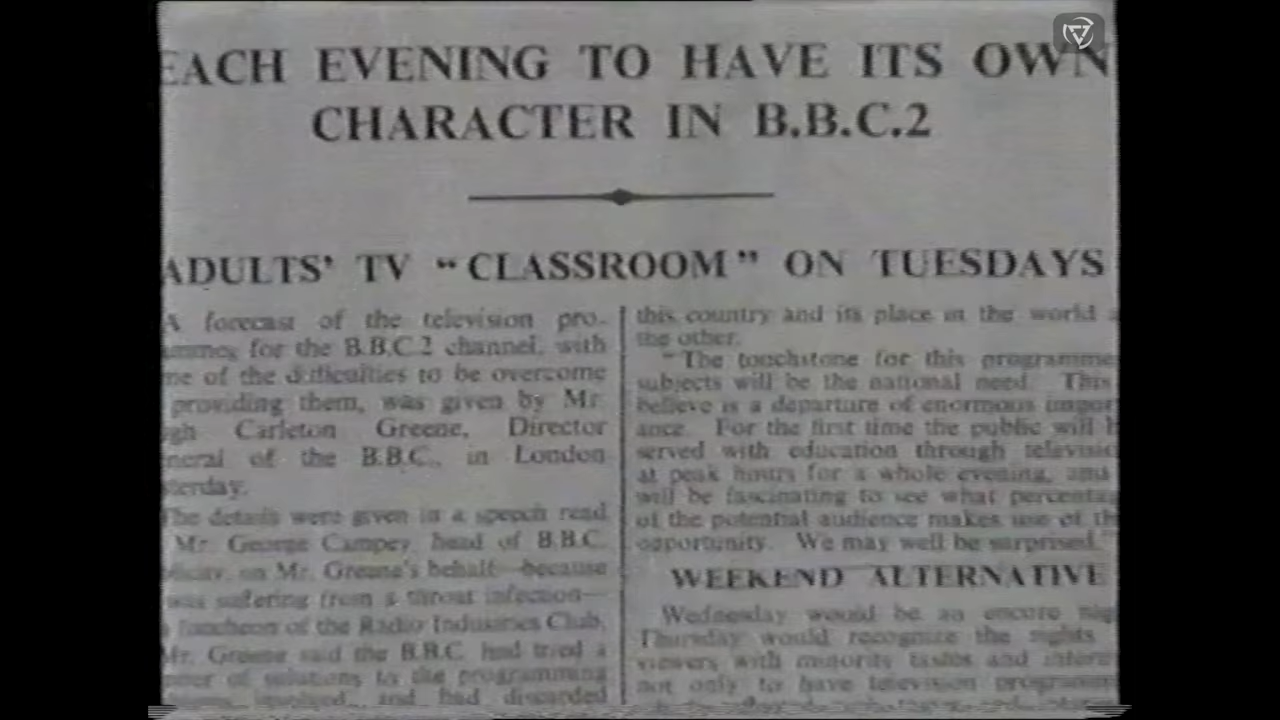 EACH EVENING TO HAVE ITS OWN
CHARACTER IN B.B.C.2
ADULTS' TV "CLASSROOM" ON TUESDAYS
A forecast of the television pro-
for the B.B.C.2 channel, with
of the difficulties to be overcome
providing them, was given by Mr.
Carleton Greene, Director
of the B.B.C., in London
The details were given in a speech read
Mr. George Campey, head of B.B.C.
on Mr. Greene's behalf—because
was suffering from a throat infection—
luncheon of the Radio Industries Club.
Mr. Greene said the B.B.C. had tried a
of solutions to the programming
and had discarded
this country and its place in the world
the other.
"The touchstone for this programme
subjects will be the national need. This
believe is a departure of enormous impor
ance. For the first time the public will
served with education through televisio
at peak hours for a whole evening, and
will be fascinating to see what percenta
of the potential audience makes use of th
opportunity. We may well be surprised."
WEEKEND ALTERNATIVE
Wednesday would be an encore nig
Thursday would recognize the rights
viewers with minority tastes and intere
not only to have television programm